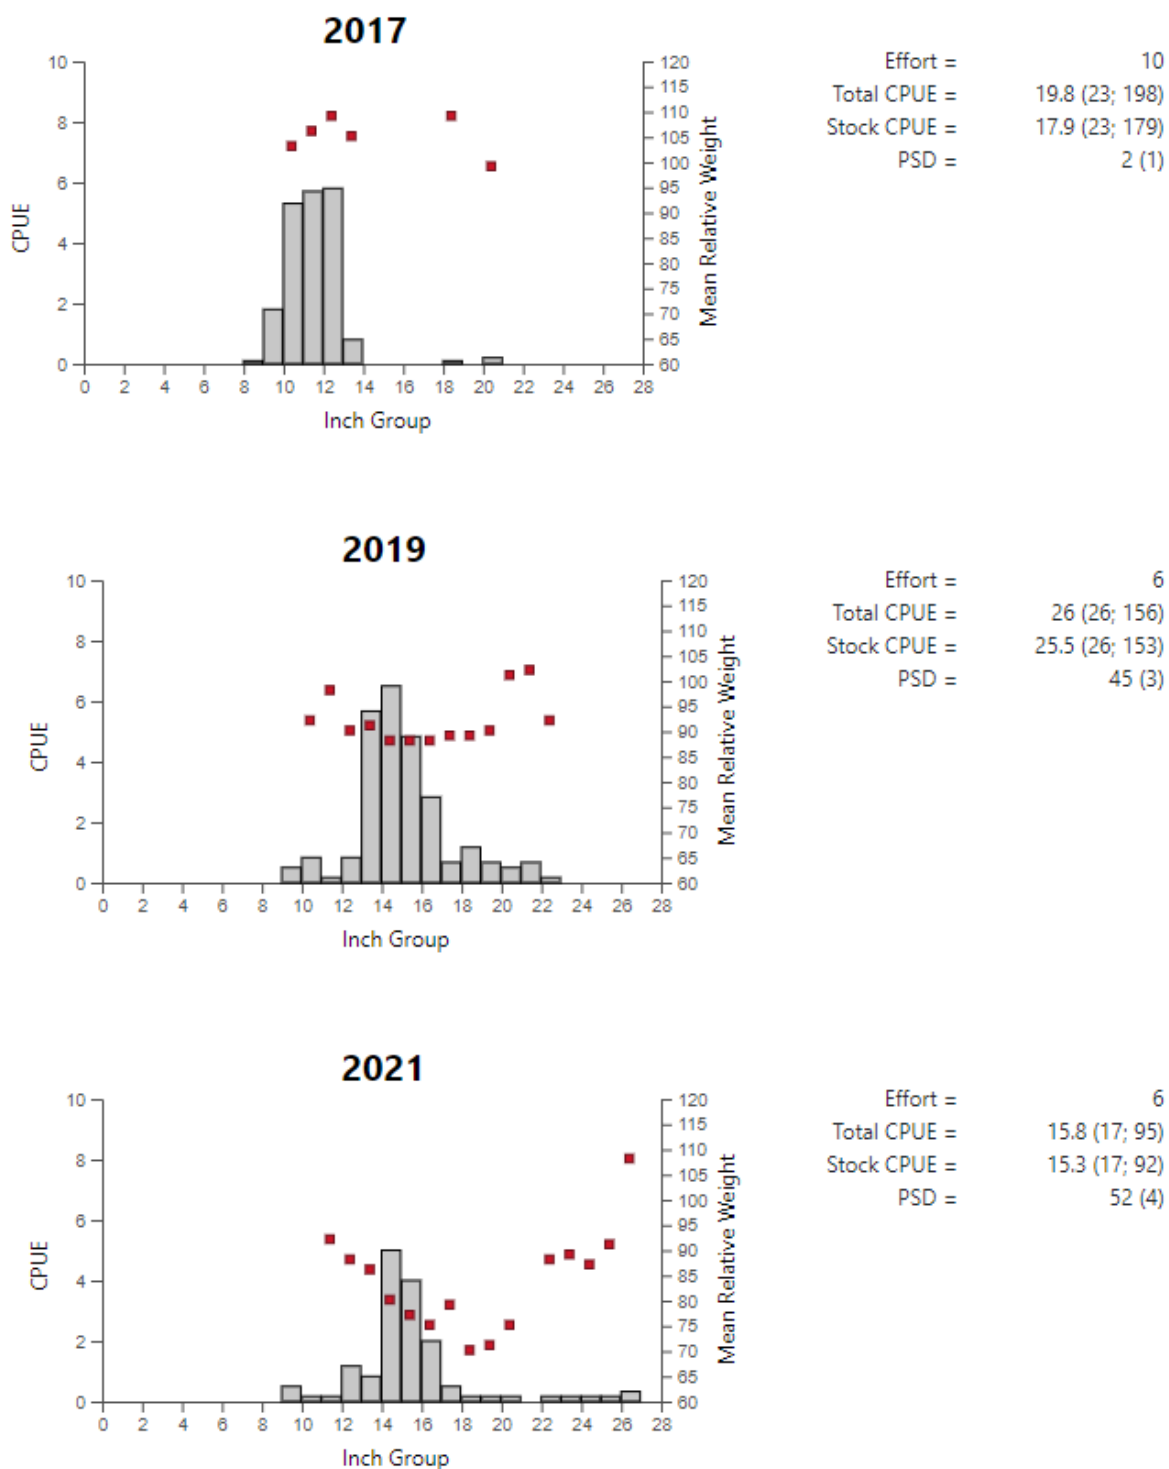 2017
Effort = 10
Total CPUE = 19.8 (23; 198)
Stock CPUE = 17.9 (23; 179)
PSD = 2 (1)
CPUE
10
8
6
4
2
0
120
115
110
105
100
95
90
85
80
75
70
65
60
Mean Relative Weight
0 2 4 6 8 10 12 14 16 18 20 22 24 26 28
Inch Group
2019
Effort = 6
Total CPUE = 26 (26; 156)
Stock CPUE = 25.5 (26; 153)
PSD = 45 (3)
CPUE
10
8
6
4
2
0
120
115
110
105
100
95
90
85
80
75
70
65
60
Mean Relative Weight
0 2 4 6 8 10 12 14 16 18 20 22 24 26 28
Inch Group
2021
Effort = 6
Total CPUE = 15.8 (17; 95)
Stock CPUE = 15.3 (17; 92)
PSD = 52 (4)
CPUE
10
8
6
4
2
0
120
115
110
105
100
95
90
85
80
75
70
65
60
Mean Relative Weight
0 2 4 6 8 10 12 14 16 18 20 22 24 26 28
Inch Group